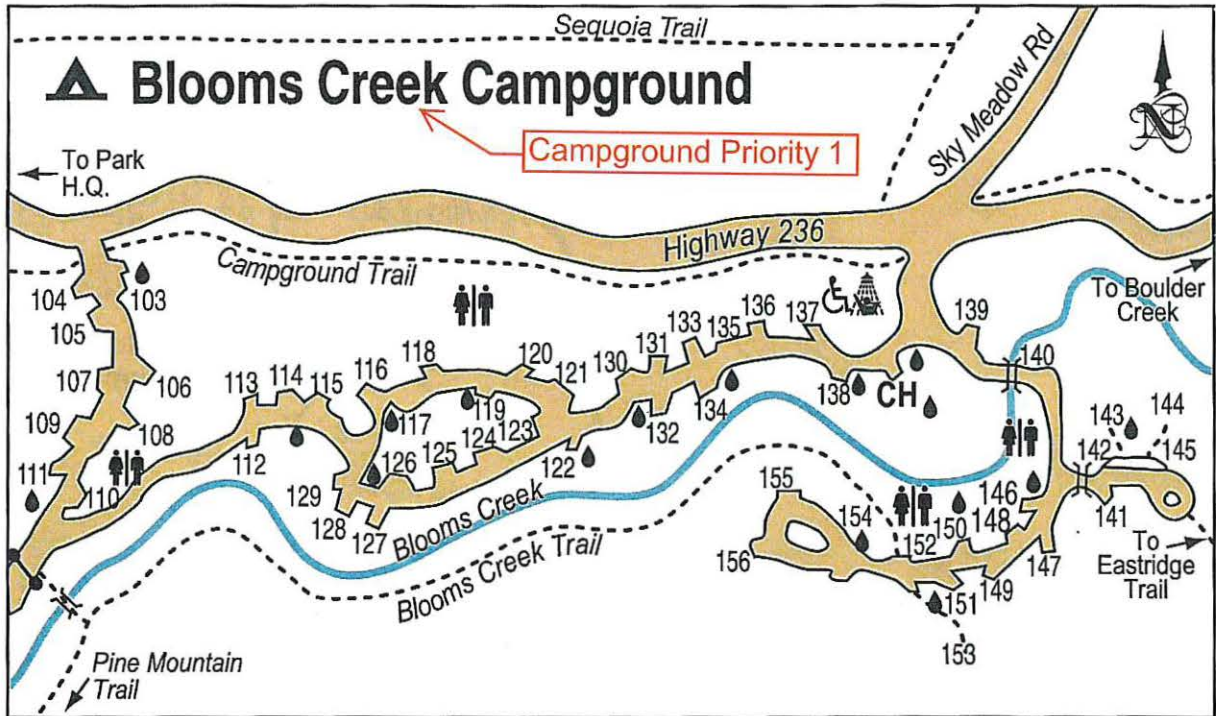 Sequoia Trail
Blooms Creek Campground
Campground Priority 1
Sky Meadow Rd
N
To Park
H.Q.
Highway 236
Campground Trail
To Boulder
Creek
104
103
105
107
106
109
108
111
110
113
114
115
116
118
120
121
130
131
133
135
136
137
139
140
112
117
119
123
124
125
126
122
132
134
138
CH
129
128
127
143
144
142
145
146
141
155
154
150
148
152
147
156
149
151
153
To
Eastridge
Trail
Blooms Creek
Blooms Creek Trail
Pine Mountain
Trail